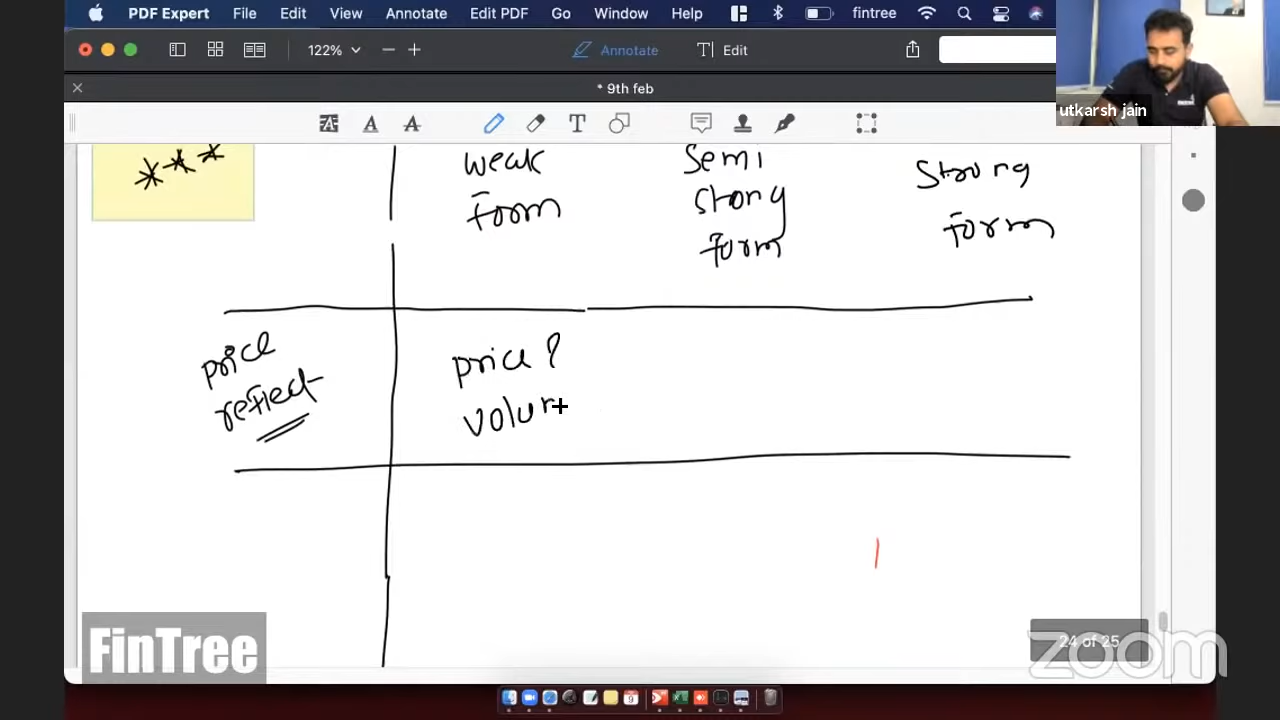 PDF Expert File Edit View Annotate Edit PDF Go Window Help fintree
122% Annotate Edit
* 9th feb
utkarsh jain
*** weak form
Semi strong form
Strong form
price reflect
price?
volum
FinTree
24 of 25
zoom